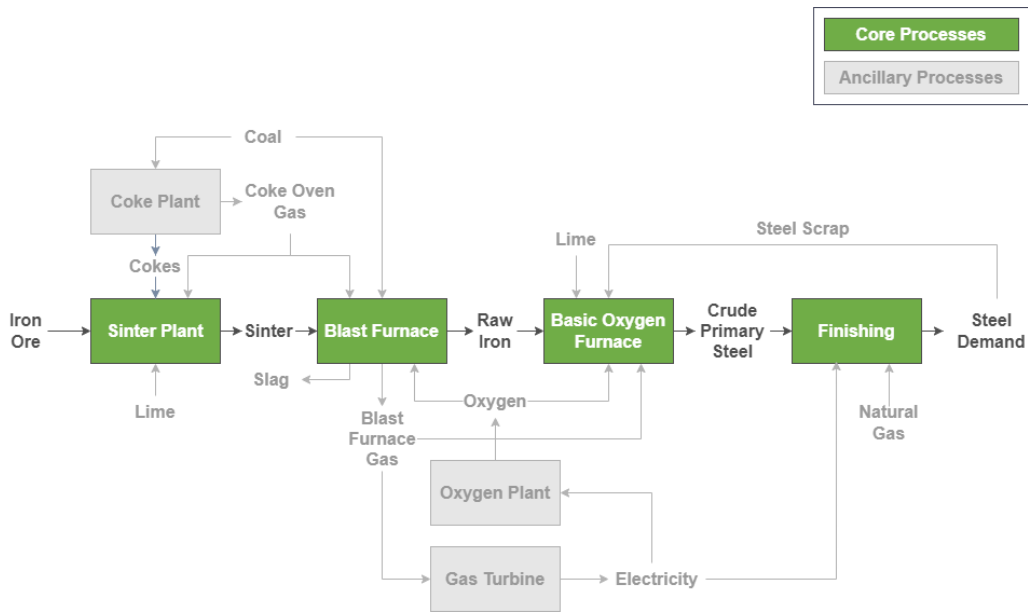 Core Processes
Ancillary Processes
Coal
Coke Plant
Coke Oven
Gas
Steel Scrap
Lime
Cokes
Iron
Ore
Sinter Plant
Sinter
Blast Furnace
Raw
Iron
Basic Oxygen
Furnace
Crude
Primary
Steel
Finishing
Steel
Demand
Slag
Lime
Blast
Furnace
Gas
Oxygen
Natural
Gas
Oxygen Plant
Gas Turbine
Electricity